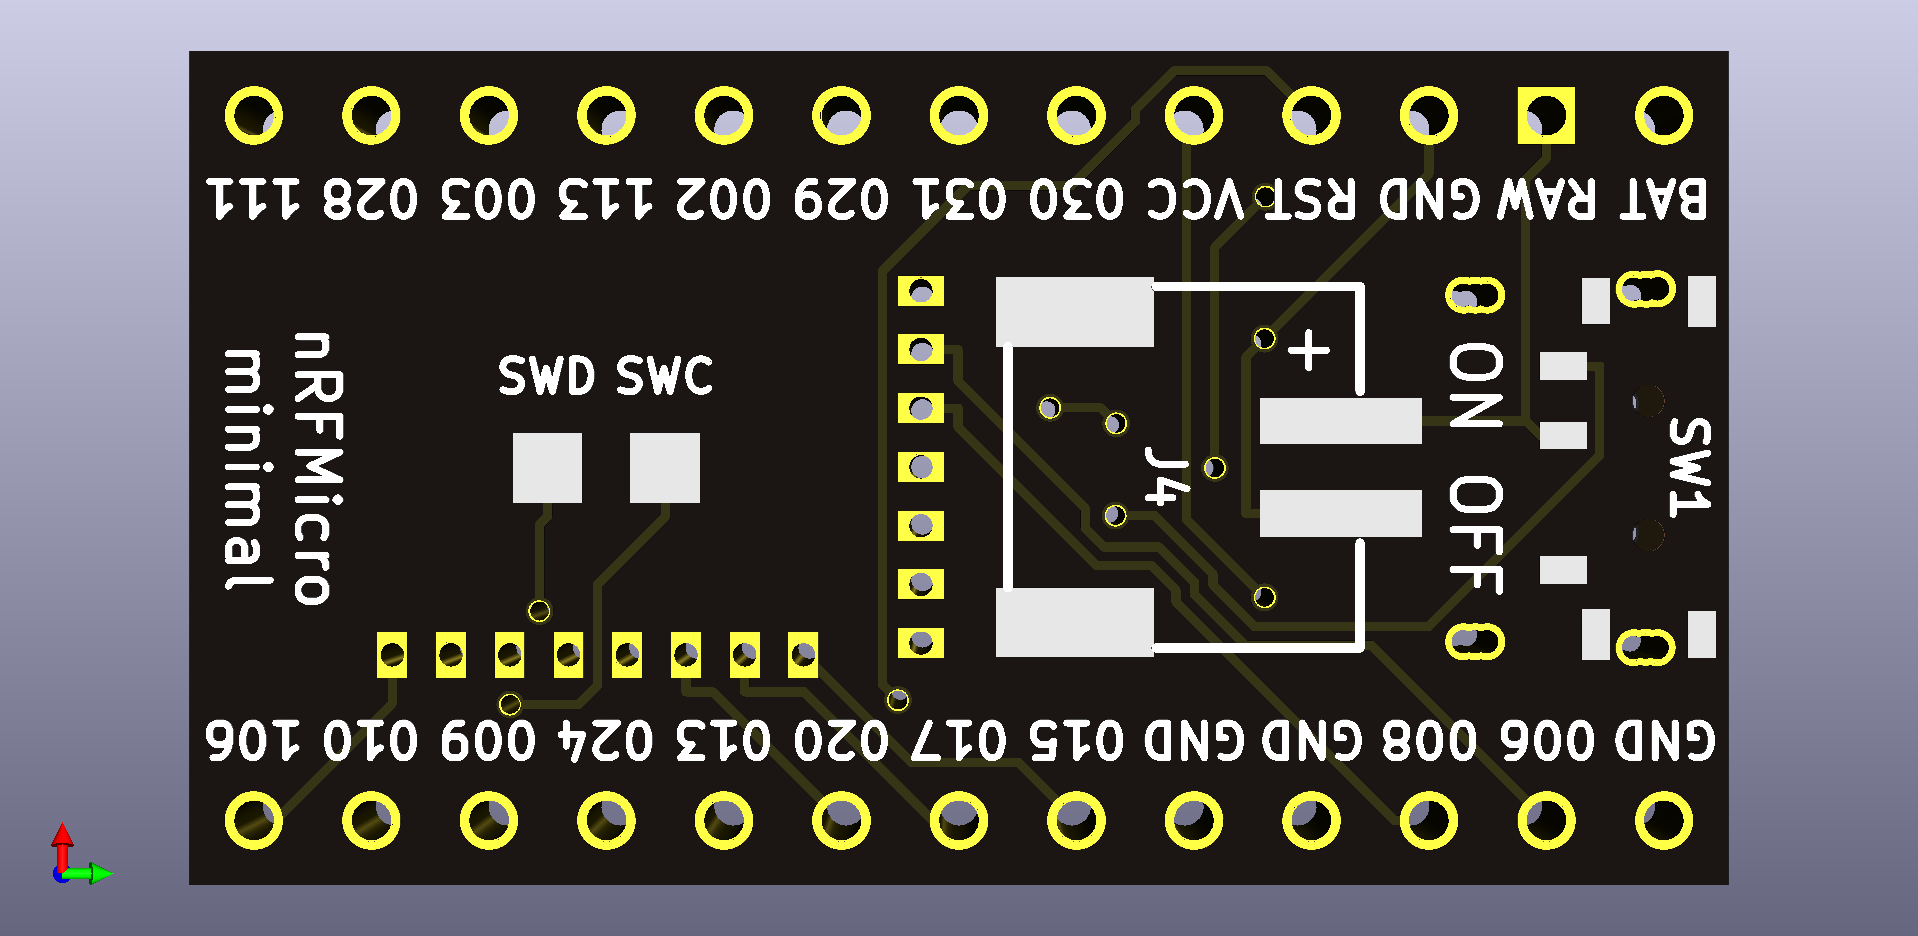 111 028 003 113 002 029 031 030 VCC RST GND RAW BAT
nRFMicro
minimal
SWD SWC
+
J4
ON OFF
SW1
106 010 009 024 013 020 017 015 GND GND 008 006 GND